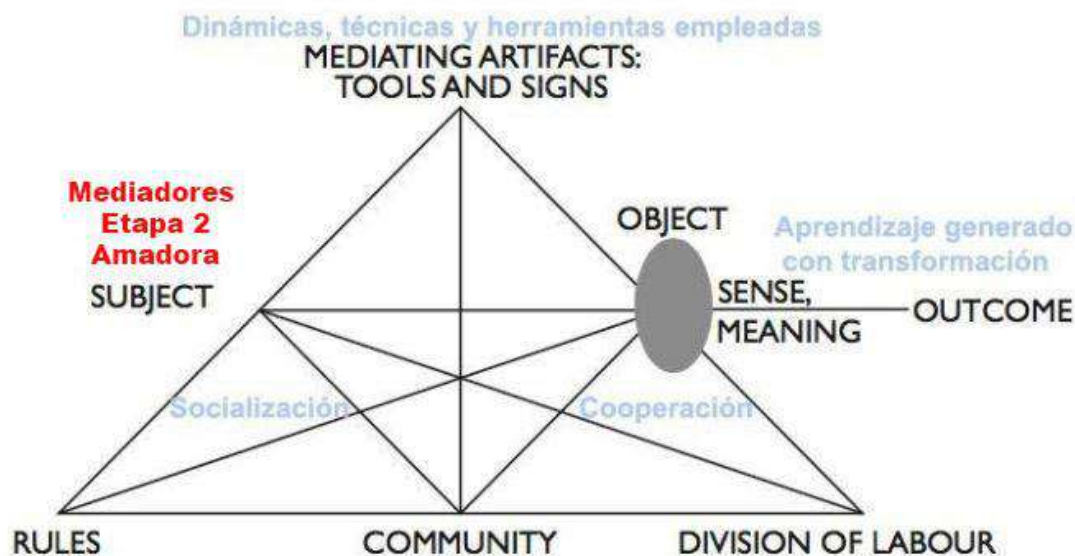 Dinámicas, técnicas y herramientas empleadas
MEDIATING ARTIFACTS:
TOOLS AND SIGNS
Mediadores
Etapa 2
Amadora
SUBJECT
OBJECT
Aprendizaje generado
con transformación
SENSE,
MEANING
OUTCOME
Socialización
Cooperación
RULES
COMMUNITY
DIVISION OF LABOUR